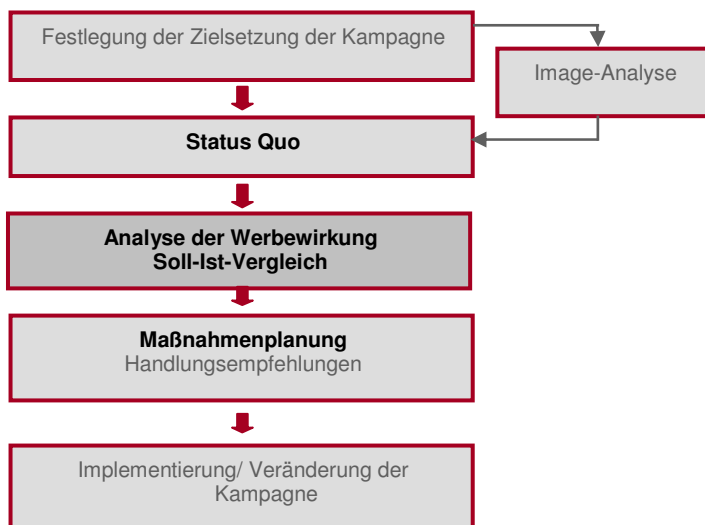 Festlegung der Zielsetzung der Kampagne
Image-Analyse
Status Quo
Analyse der Werbewirkung
Soll-Ist-Vergleich
Maßnahmenplanung
Handlungsempfehlungen
Implementierung/ Veränderung der
Kampagne